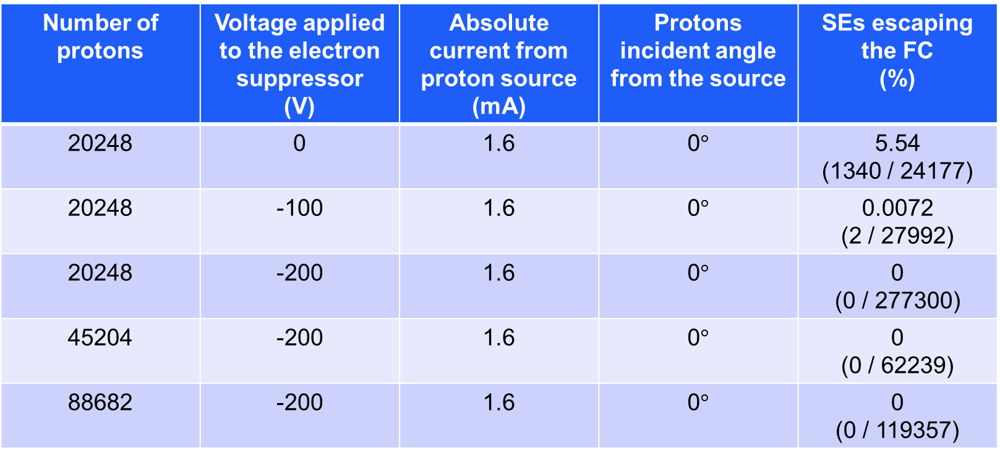 Number of
protons
Voltage applied
to the electron
suppressor
(V)
Absolute
current from
proton source
(mA)
Protons
incident angle
from the source
SEs escaping
the FC
(%)
20248
0
1.6
0°
5.54
(1340 / 24177)
20248
-100
1.6
0°
0.0072
(2 / 27992)
20248
-200
1.6
0°
0
(0 / 277300)
45204
-200
1.6
0°
0
(0 / 62239)
88682
-200
1.6
0°
0
(0 / 119357)